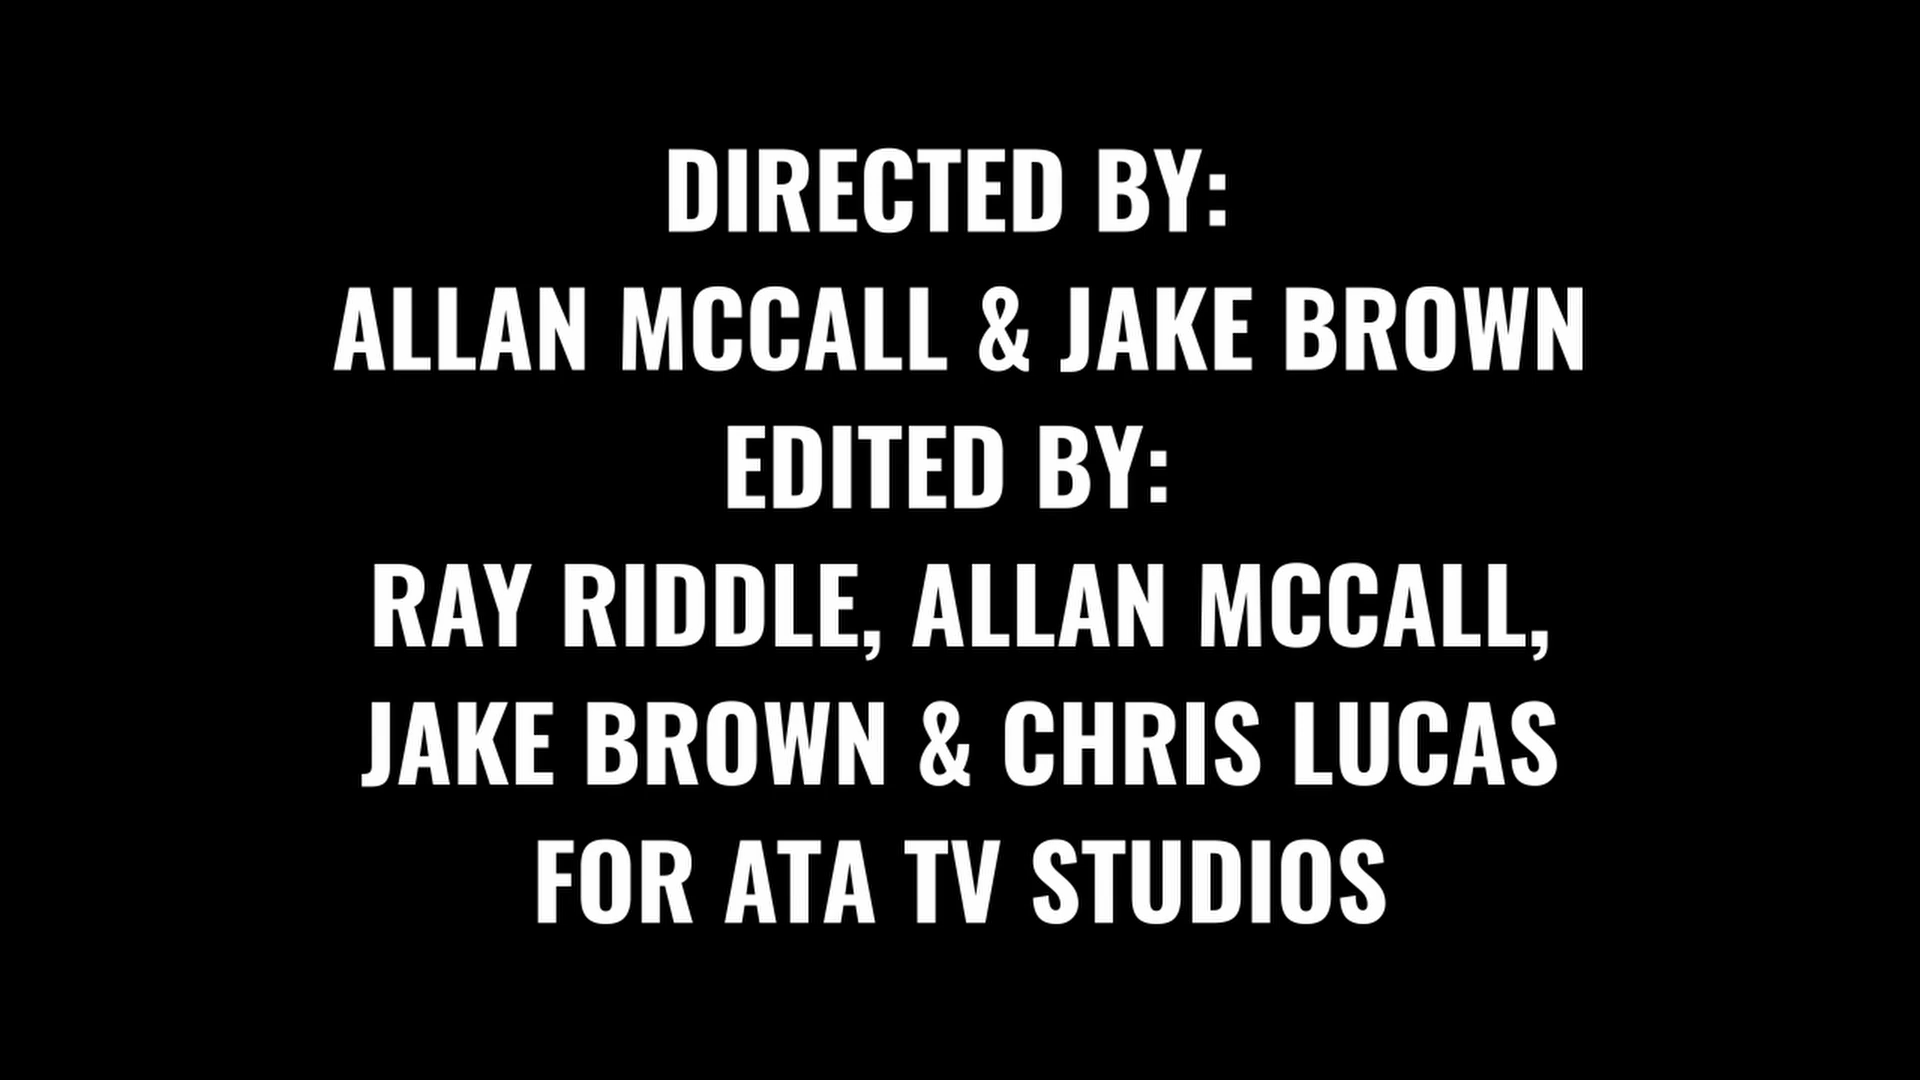 DIRECTED BY:
ALLAN MCCALL & JAKE BROWN
EDITED BY:
RAY RIDDLE, ALLAN MCCALL,
JAKE BROWN & CHRIS LUCAS
FOR ATA TV STUDIOS